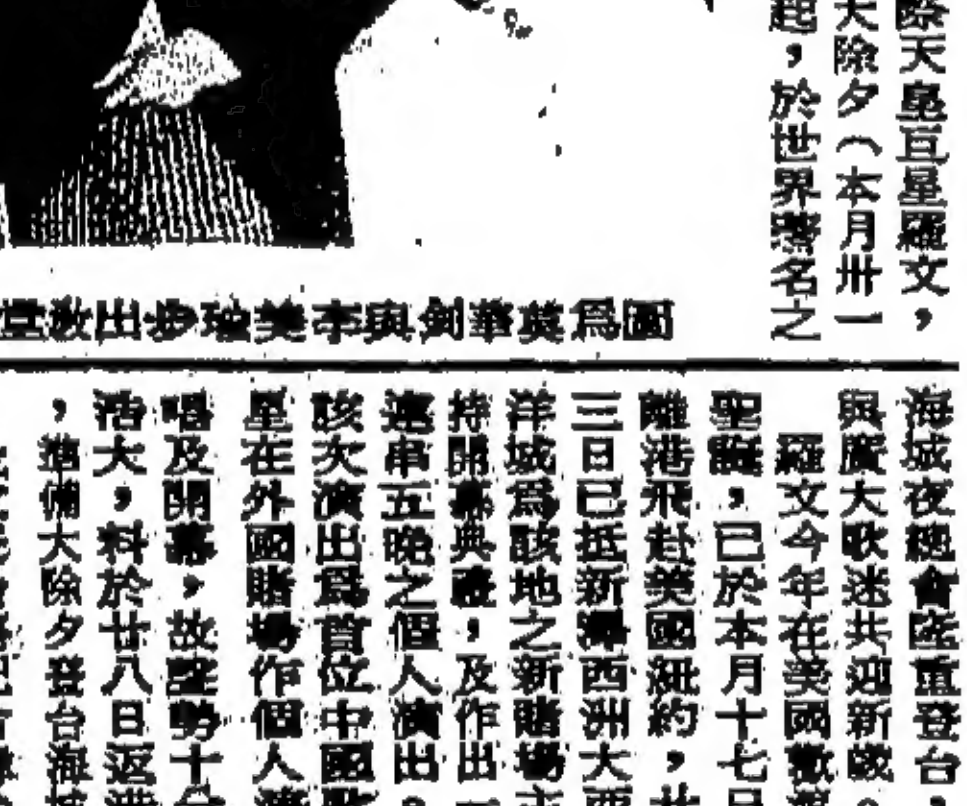 際天皇巨星羅文，
大除夕（本月卅一
起，於世界著名之
圖為莫華劍與李美瑜步出教堂
海城夜總會隆重登台，
與廣大歌迷共迎新歲。
羅文今年在美國歡渡
聖誕，已於本月十七日
離港飛赴美國紐約，廿
三日已抵新澤西洲大西
洋城為該地之新賭場主
持開幕典禮，及作出一
連串五晚之個人演出。
該次演出為首位中國歌
星在外國賭場作個人演
唱及開幕，故聲勢十分
浩大，料於廿八日返港
，準備大除夕登台海城